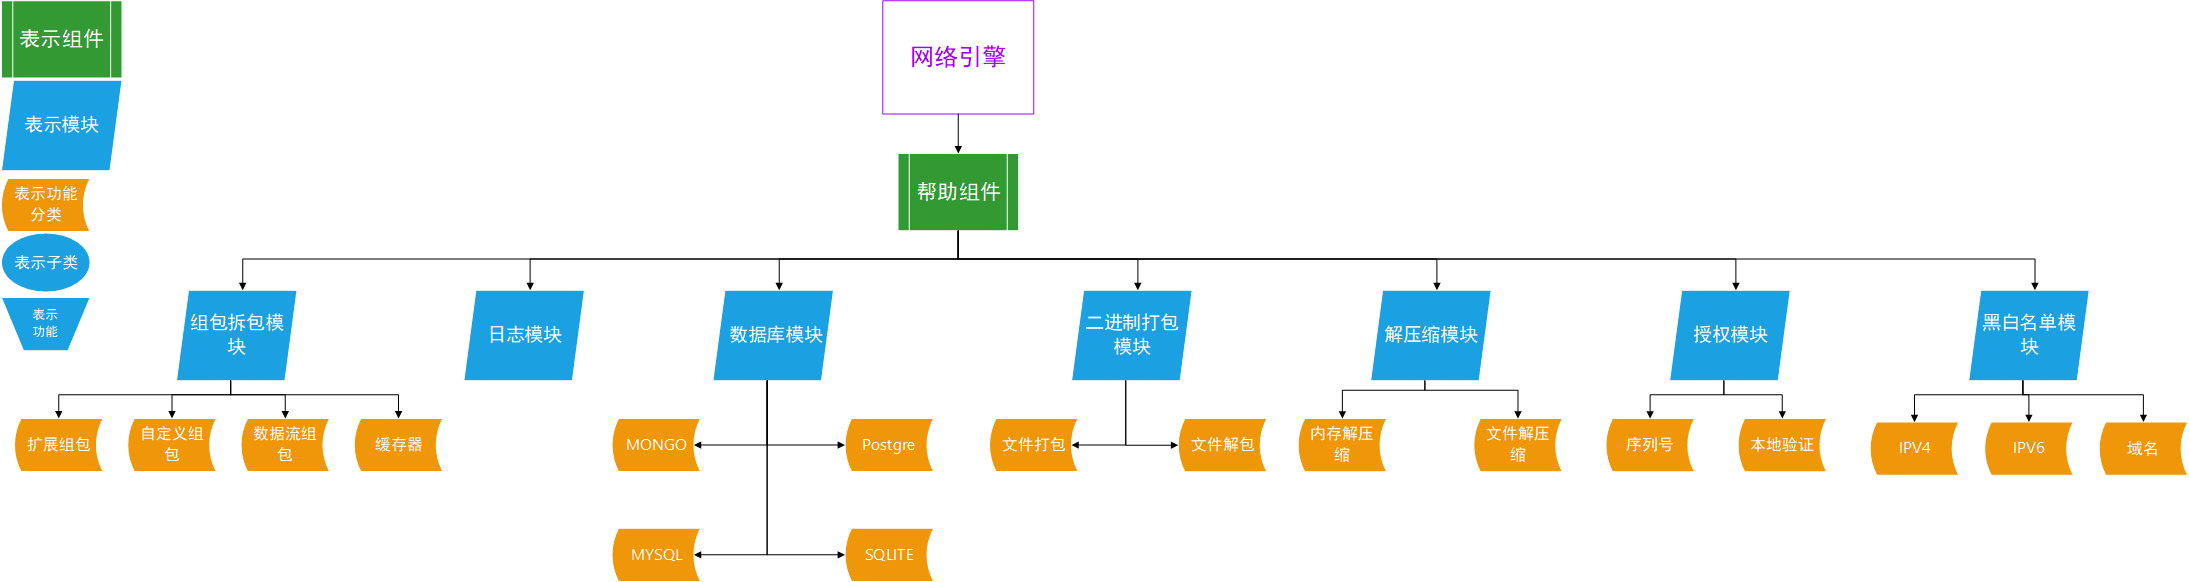 表示组件
表示模块
表示功能
分类
表示子类
表示
功能
网络引擎
帮助组件
组包拆包模
块
日志模块
数据库模块
二进制打包
模块
解压缩模块
授权模块
黑白名单模
块
扩展组包
自定义组
包
数据流组
包
缓存器
MONGO
Postgre
MYSQL
SQLITE
文件打包
文件解包
内存解压
缩
文件解压
缩
序列号
本地验证
IPV4
IPV6
域名